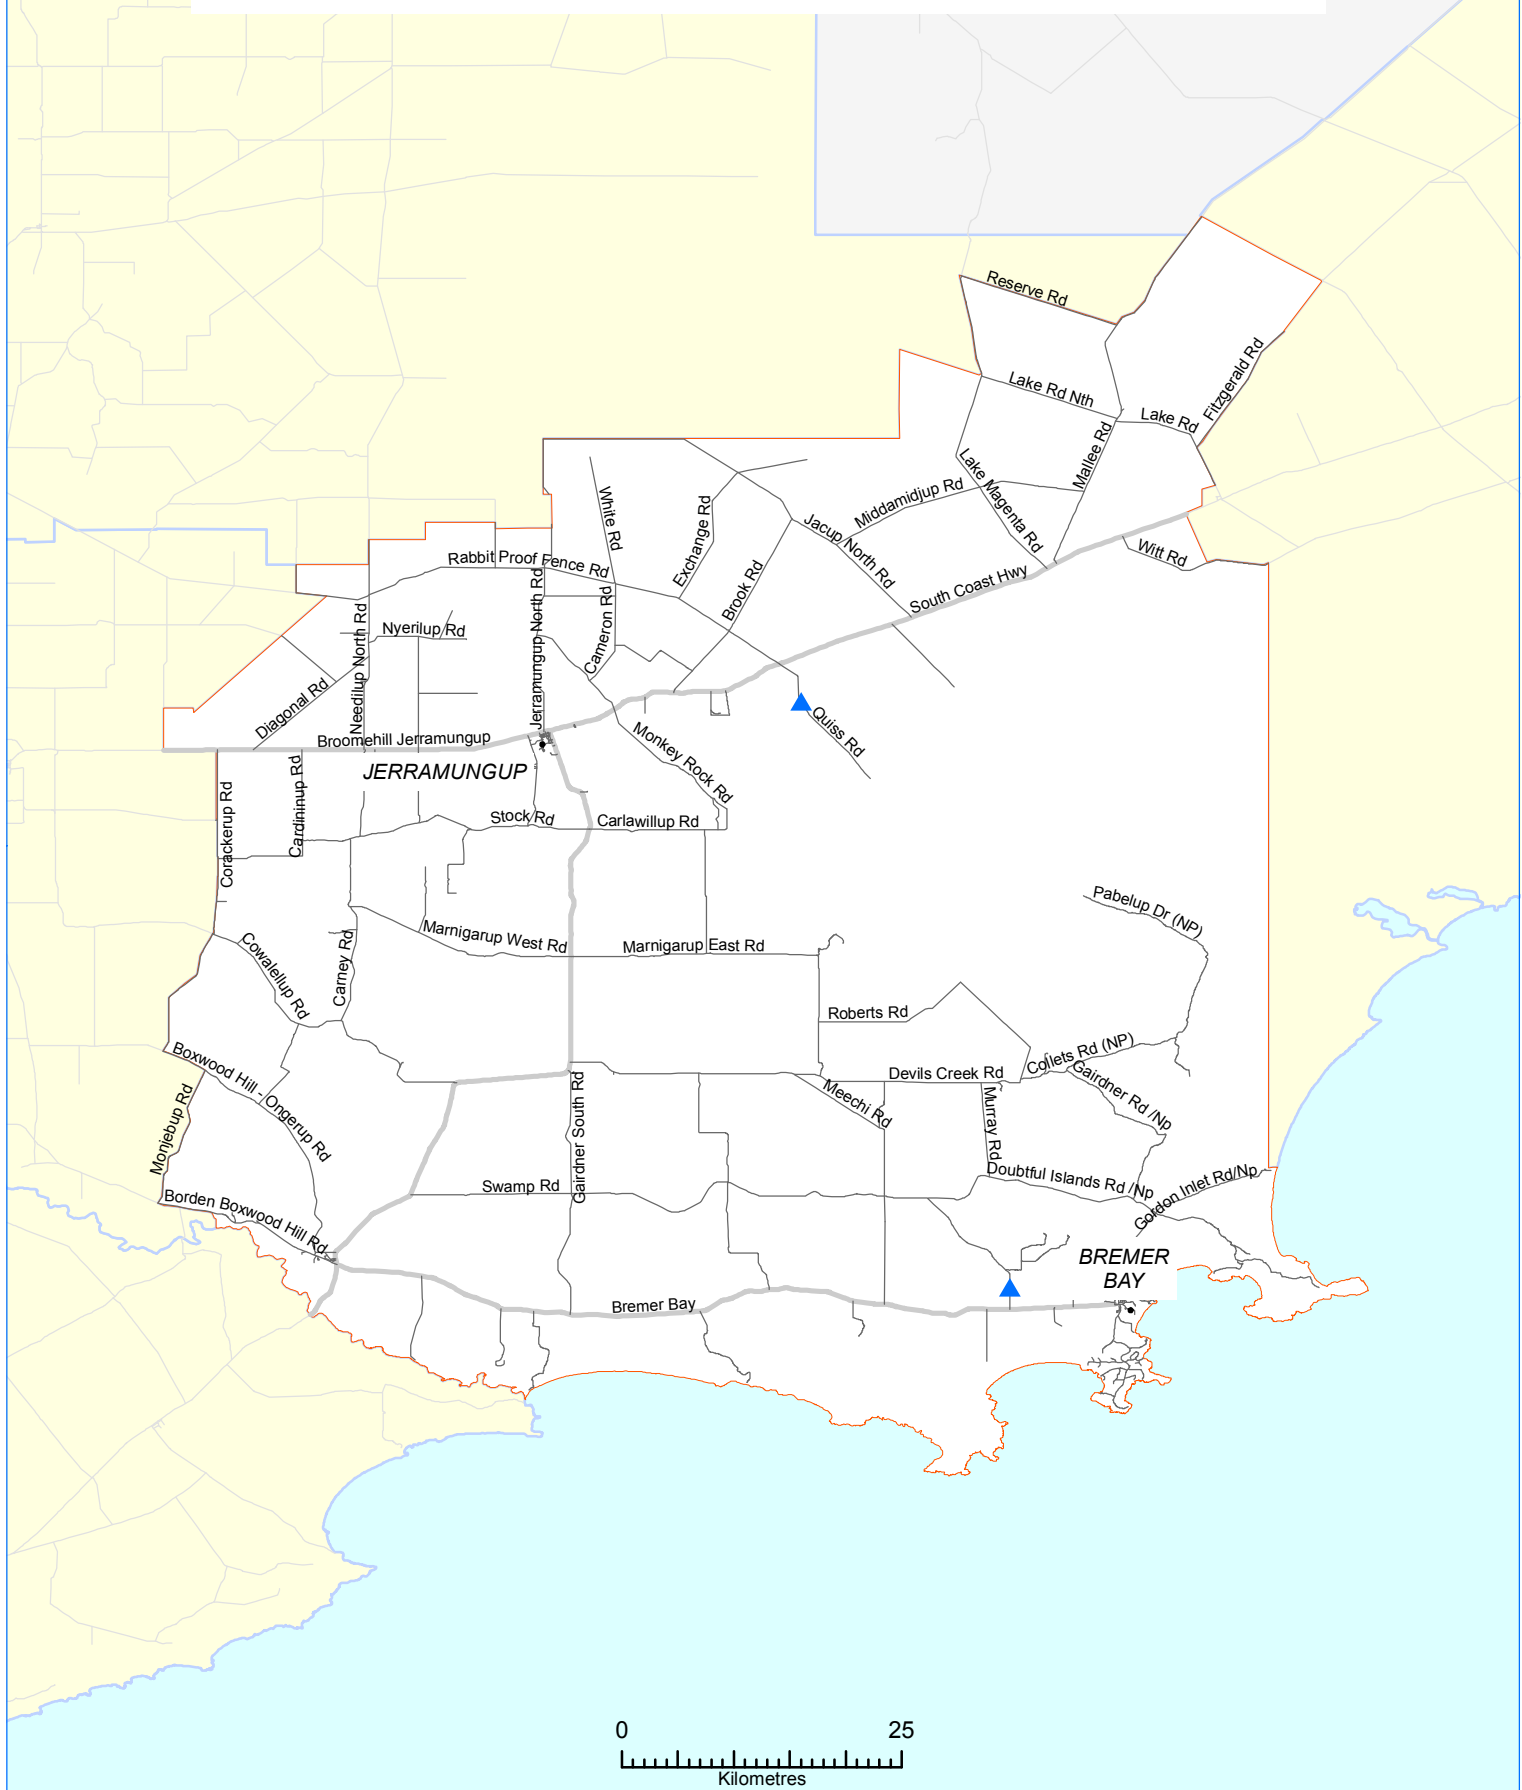 Reserve Rd
Fitzgerald Rd
Lake Rd Nth
Lake Rd
Mallee Rd
Lake Magenta Rd
Middamidjup Rd
White Rd
Exchange Rd
Jacup North Rd
Witt Rd
Rabbit Proof Fence Rd
Brook Rd
South Coast Hwy
Jerramungup North Rd
Cameron Rd
Needilup North Rd
Nyerilup Rd
Diagonal Rd
Quiss Rd
Broomehill Jerramungup
Monkey Rock Rd
JERRAMUNGUP
Corackerup Rd
Cardininup Rd
Stock Rd
Carlawillup Rd
Pabelup Dr (NP)
Marnigarup West Rd
Marnigarup East Rd
Cowalellup Rd
Carney Rd
Roberts Rd
Collets Rd (NP)
Boxwood Hill - Ongerup Rd
Devils Creek Rd
Gairdner Rd /Np
Meechi Rd
Murray Rd
Monjebup Rd
Gairdner South Rd
Doubtful Islands Rd /Np
Gordon Inlet Rd/Np
Swamp Rd
Borden Boxwood Hill Rd
BREMER
BAY
Bremer Bay
0 25
Kilometres